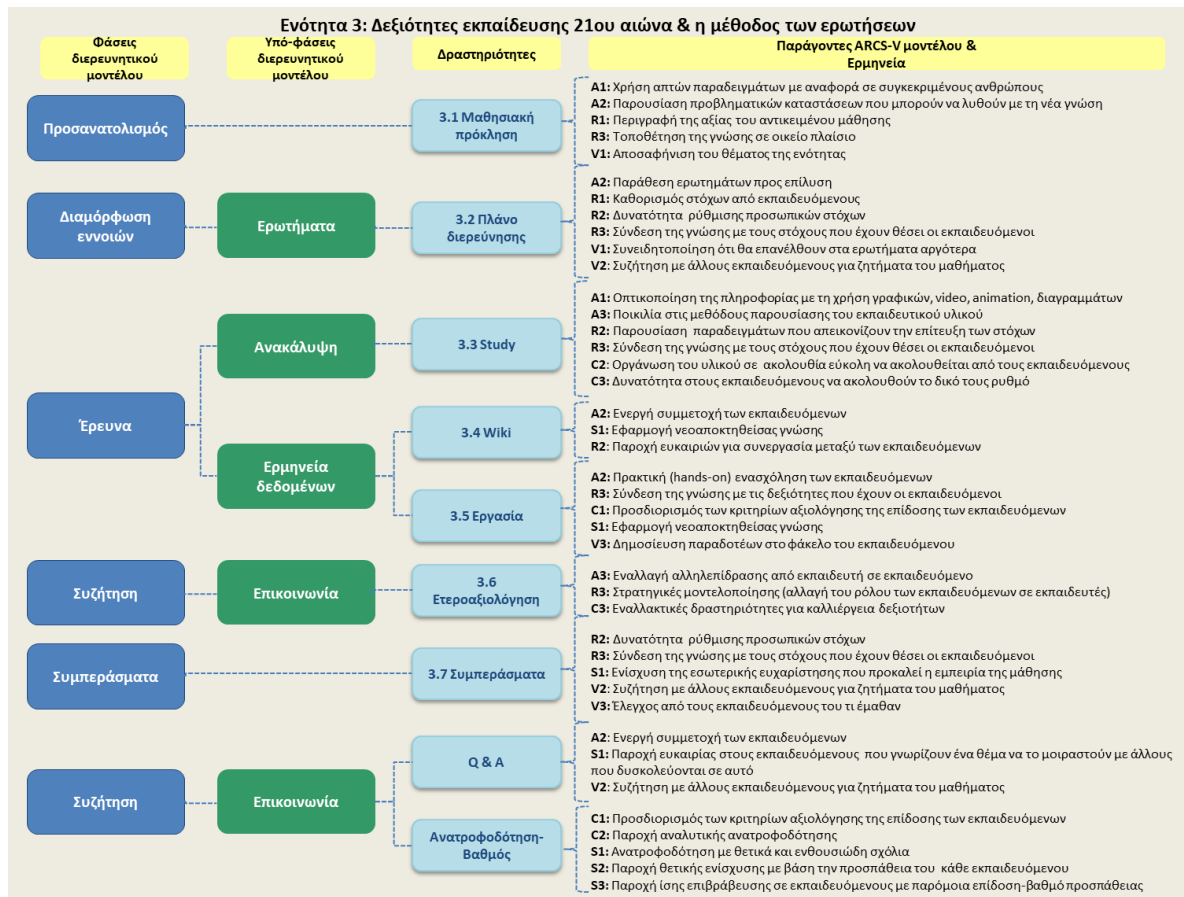 Ενότητα 3: Δεξιότητες εκπαίδευσης 21ου αιώνα & η μέθοδος των ερωτήσεων
Φάσεις
διερευνητικού
μοντέλου
Υπό-φάσεις
διερευνητικού
μοντέλου
Δραστηριότητες
Παράγοντες ARCS-V μοντέλου &
Ερμηνεία
Προσανατολισμός
3.1 Μαθησιακή
πρόκληση
A1: Χρήση απτών παραδειγμάτων με αναφορά σε συγκεκριμένους ανθρώπους
A2: Παρουσίαση προβληματικών καταστάσεων που μπορούν να λυθούν με τη νέα γνώση
R1: Περιγραφή της αξίας του αντικειμένου μάθησης
R3: Τοποθέτηση της γνώσης σε οικείο πλαίσιο
V1: Αποσαφήνιση του θέματος της ενότητας
Διαμόρφωση
εννοιών
Ερωτήματα
3.2 Πλάνο
διερεύνησης
A2: Παράθεση ερωτημάτων προς επίλυση
R1: Καθορισμός στόχων από εκπαιδευόμενους
R2: Δυνατότητα ρύθμισης προσωπικών στόχων
R3: Σύνδεση της γνώσης με τους στόχους που έχουν θέσει οι εκπαιδευόμενοι
V1: Συνειδητοποίηση ότι θα επανέλθουν στα ερωτήματα αργότερα
V2: Συζήτηση με άλλους εκπαιδευόμενους για ζητήματα του μαθήματος
Έρευνα
Ανακάλυψη
3.3 Study
A1: Οπτικοποίηση της πληροφορίας με τη χρήση γραφικών, video, animation, διαγραμμάτων
A3: Ποικιλία στις μεθόδους παρουσίασης του εκπαιδευτικού υλικού
R2: Παρουσίαση παραδειγμάτων που απεικονίζουν την επίτευξη των στόχων
R3: Σύνδεση της γνώσης με τους στόχους που έχουν θέσει οι εκπαιδευόμενοι
C2: Οργάνωση του υλικού σε ακολουθία εύκολη να ακολουθείται από τους εκπαιδευόμενους
C3: Δυνατότητα στους εκπαιδευόμενους να ακολουθούν το δικό τους ρυθμό
Ερμηνεία
δεδομένων
3.4 Wiki
A2: Ενεργή συμμετοχή των εκπαιδευόμενων
S1: Εφαρμογή νεοαποκτηθείσας γνώσης
R2: Παροχή ευκαιριών για συνεργασία μεταξύ των εκπαιδευόμενων
3.5 Εργασία
A2: Πρακτική (hands-on) ενασχόληση των εκπαιδευόμενων
R3: Σύνδεση της γνώσης με τις δεξιότητες που έχουν οι εκπαιδευόμενοι
C1: Προσδιορισμός των κριτηρίων αξιολόγησης της επίδοσης των εκπαιδευόμενων
S1: Εφαρμογή νεοαποκτηθείσας γνώσης
V3: Δημοσίευση παραδοτέων στο φάκελο του εκπαιδευόμενου
Συζήτηση
Επικοινωνία
3.6
Ετεροαξιολόγηση
A3: Εναλλαγή αλληλεπίδρασης από εκπαιδευτή σε εκπαιδευόμενο
R3: Στρατηγικές μοντελοποίησης (αλλαγή του ρόλου των εκπαιδευόμενων σε εκπαιδευτές)
C3: Εναλλακτικές δραστηριότητες για καλλιέργεια δεξιοτήτων
Συμπεράσματα
3.7 Συμπεράσματα
R2: Δυνατότητα ρύθμισης προσωπικών στόχων
R3: Σύνδεση της γνώσης με τους στόχους που έχουν θέσει οι εκπαιδευόμενοι
S1: Ενίσχυση της εσωτερικής ευχαρίστησης που προκαλεί η εμπειρία της μάθησης
V2: Συζήτηση με άλλους εκπαιδευόμενους για ζητήματα του μαθήματος
V3: Έλεγχος από τους εκπαιδευόμενους του τι έμαθαν
Συζήτηση
Επικοινωνία
Q & A
A2: Ενεργή συμμετοχή των εκπαιδευόμενων
S1: Παροχή ευκαιρίας στους εκπαιδευόμενους που γνωρίζουν ένα θέμα να το μοιραστούν με άλλους
που δυσκολεύονται σε αυτό
V2: Συζήτηση με άλλους εκπαιδευόμενους για ζητήματα του μαθήματος
Ανατροφοδότηση-
Βαθμός
C1: Προσδιορισμός των κριτηρίων αξιολόγησης της επίδοσης των εκπαιδευόμενων
C2: Παροχή αναλυτικής ανατροφοδότησης
S1: Ανατροφοδότηση με θετικά και ενθουσιώδη σχόλια
S2: Παροχή θετικής ενίσχυσης με βάση την προσπάθεια του κάθε εκπαιδευομένου
S3: Παροχή ίσης επιβράβευσης σε εκπαιδευόμενους με παρόμοια επίδοση-βαθμό προσπάθειας